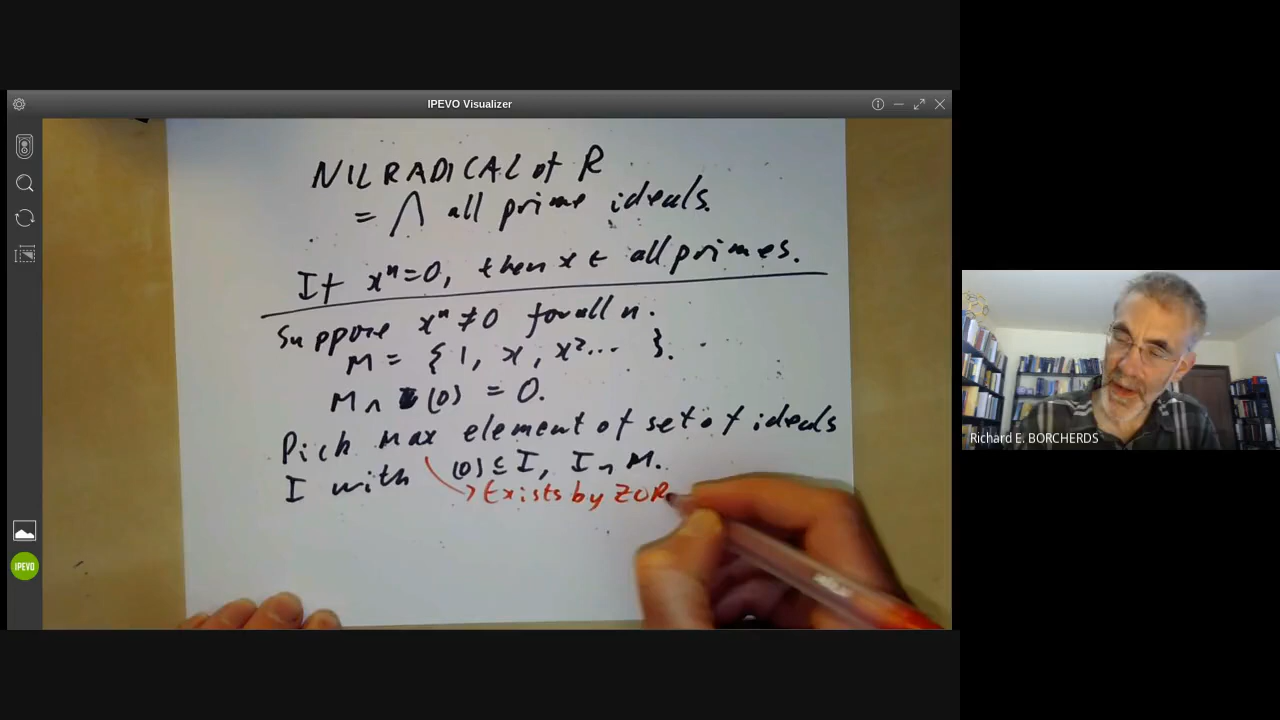 IPEVO Visualizer
NILRADICAL of R
= ∩ all prime ideals.
If xⁿ=0, then x ∈ all primes.
Suppose xⁿ ≠ 0 for all n.
M = { 1, x, x² ... }.
M ∩ (0) = 0.
Pick max element of set of ideals
I with (0) ⊆ I, I ∩ M.
→ Exists by ZOR
IPEVO
Richard E. BORCHERDS